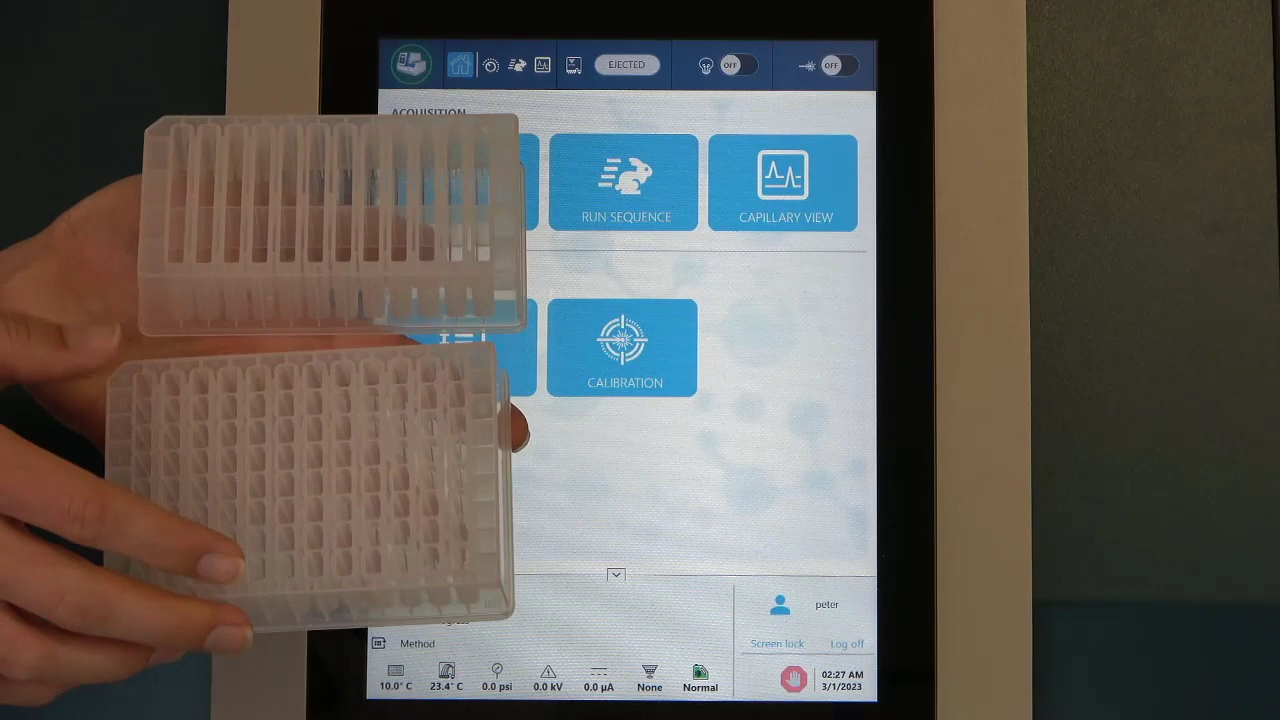 EJECTED
OFF
OFF
ACQUISITION
RUN SEQUENCE
CAPILLARY VIEW
CALIBRATION
peter
Method
Screen lock
Log off
10.0° C
23.4° C
0.0 psi
0.0 kV
0.0 µA
None
Normal
02:27 AM
3/1/2023